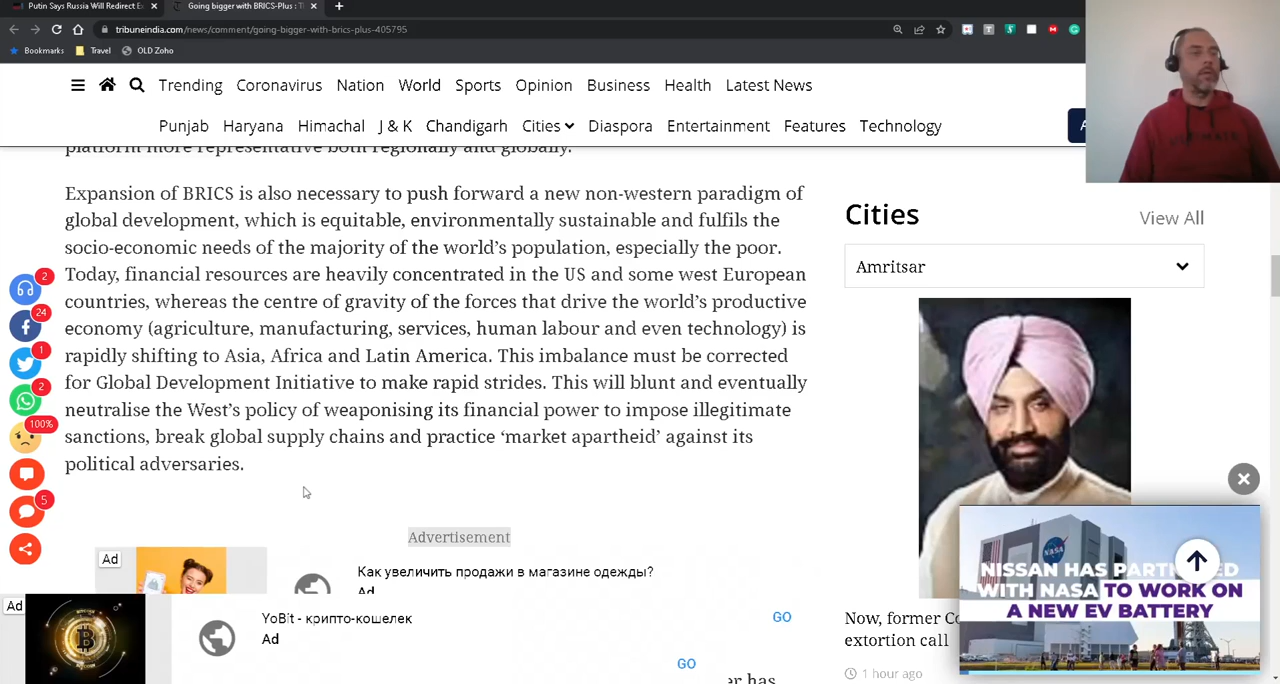 Putin Says Russia Will Redirect E
Going bigger with BRICS-Plus : T
tribuneindia.com/news/comment/going-bigger-with-brics-plus-405795
Bookmarks
Travel
OLD Zoho
Trending
Coronavirus
Nation
World
Sports
Opinion
Business
Health
Latest News
Punjab
Haryana
Himachal
J & K
Chandigarh
Cities
Diaspora
Entertainment
Features
Technology
A
platform more representative both regionally and globally.
Expansion of BRICS is also necessary to push forward a new non-western paradigm of
global development, which is equitable, environmentally sustainable and fulfils the
socio-economic needs of the majority of the world's population, especially the poor.
Today, financial resources are heavily concentrated in the US and some west European
countries, whereas the centre of gravity of the forces that drive the world's productive
economy (agriculture, manufacturing, services, human labour and even technology) is
rapidly shifting to Asia, Africa and Latin America. This imbalance must be corrected
for Global Development Initiative to make rapid strides. This will blunt and eventually
neutralise the West's policy of weaponising its financial power to impose illegitimate
sanctions, break global supply chains and practice ‘market apartheid’ against its
political adversaries.
2
24
1
2
100%
5
Advertisement
Ad
Как увеличить продажи в магазине одежды?
Ad
Ad
YoBit - крипто-кошелек
Ad
GO
GO
er has
Cities
View All
Amritsar
Now, former Co
extortion call
1 hour ago
NASA
NISSAN HAS PARTNERED
WITH NASA TO WORK ON
A NEW EV BATTERY